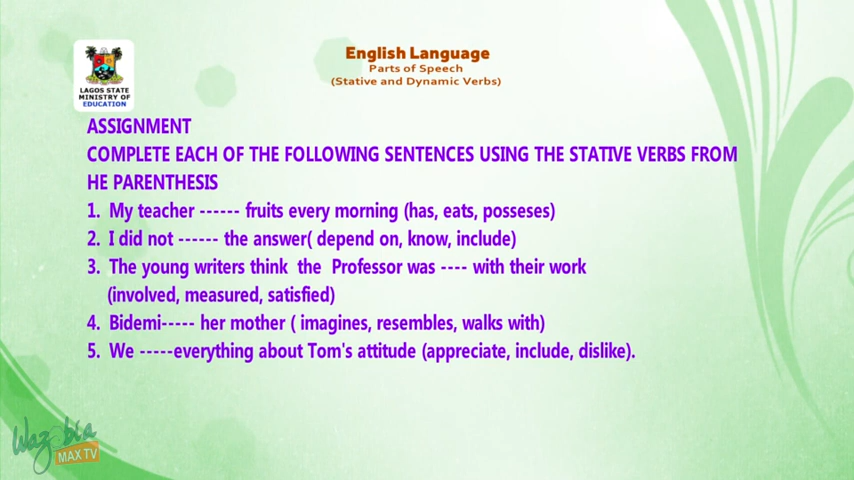 English Language
Parts of Speech
(Stative and Dynamic Verbs)
LAGOS STATE
MINISTRY OF
EDUCATION
ASSIGNMENT
COMPLETE EACH OF THE FOLLOWING SENTENCES USING THE STATIVE VERBS FROM
HE PARENTHESIS
1. My teacher ------ fruits every morning (has, eats, posseses)
2. I did not ------ the answer( depend on, know, include)
3. The young writers think the Professor was ---- with their work
(involved, measured, satisfied)
4. Bidemi----- her mother ( imagines, resembles, walks with)
5. We -----everything about Tom's attitude (appreciate, include, dislike).
Wazobia
MAX TV